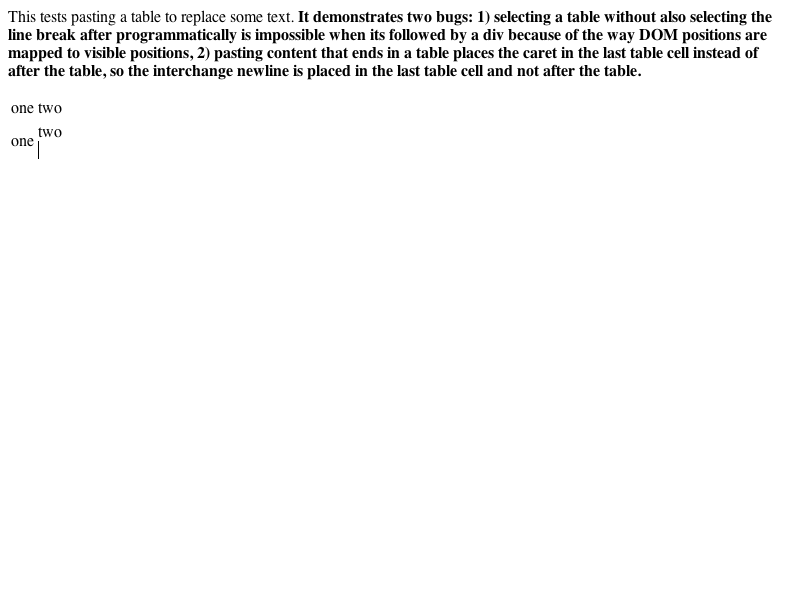 This tests pasting a table to replace some text. It demonstrates two bugs: 1) selecting a table without also selecting the
line break after programmatically is impossible when its followed by a div because of the way DOM positions are
mapped to visible positions, 2) pasting content that ends in a table places the caret in the last table cell instead of
after the table, so the interchange newline is placed in the last table cell and not after the table.
one two
one two